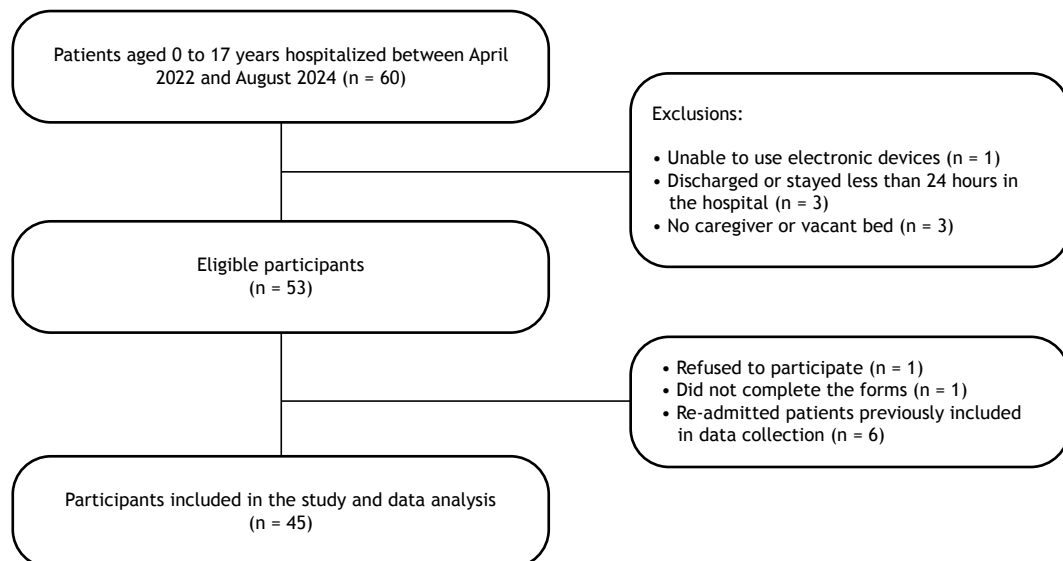 Patients aged 0 to 17 years hospitalized between April
2022 and August 2024 (n = 60)
Exclusions:
• Unable to use electronic devices (n = 1)
• Discharged or stayed less than 24 hours in
the hospital (n = 3)
• No caregiver or vacant bed (n = 3)
Eligible participants
(n = 53)
• Refused to participate (n = 1)
• Did not complete the forms (n = 1)
• Re-admitted patients previously included
in data collection (n = 6)
Participants included in the study and data analysis
(n = 45)